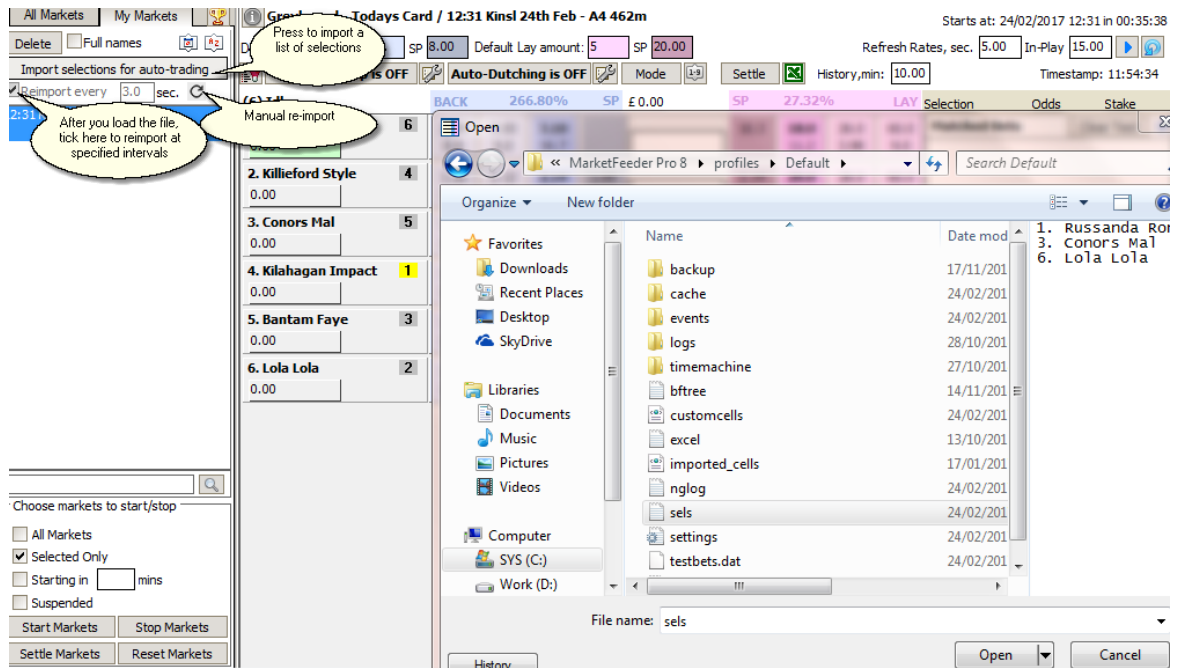 All Markets My Markets
Greyh Todays Card / 12:31 Kinsl 24th Feb - A4 462m
Starts at: 24/02/2017 12:31 in 00:35:38
Delete Full names
Press to import a
list of selections
SP 8.00 Default Lay amount: 5 SP 20.00
Refresh Rates, sec. 5.00 In-Play 15.00
Import selections for auto-trading
is OFF Auto-Dutching is OFF Mode Settle History,min: 10.00 Timestamp: 11:54:34
Reimport every 3.0 sec.
BACK 266.80% SP £0.00 SP 27.32% LAY Selection Odds Stake
After you load the file,
tick here to reimport at
specified intervals
Manual re-import
6
2. Killieford Style 4
0.00
3. Conors Mal 5
0.00
4. Kilahagan Impact 1
0.00
5. Bantam Faye 3
0.00
6. Lola Lola 2
0.00
Open
« MarketFeeder Pro 8 profiles Default
Search Default
Organize New folder
Favorites
Downloads
Recent Places
Desktop
SkyDrive
Libraries
Documents
Music
Pictures
Videos
Computer
SYS (C:)
Work (D:)
Name Date mod
backup 17/11/201
cache 24/02/201
events 24/02/201
logs 28/10/201
timemachine 27/10/201
bftree 14/11/201
customcells 24/02/201
excel 13/10/201
imported_cells 17/01/201
nglog 24/02/201
sels 24/02/201
settings 24/02/201
testbets.dat 24/02/201
1. Russanda Ro
3. Conors Mal
6. Lola Lola
File name: sels
Open Cancel
History
Choose markets to start/stop
All Markets
Selected Only
Starting in mins
Suspended
Start Markets Stop Markets
Settle Markets Reset Markets